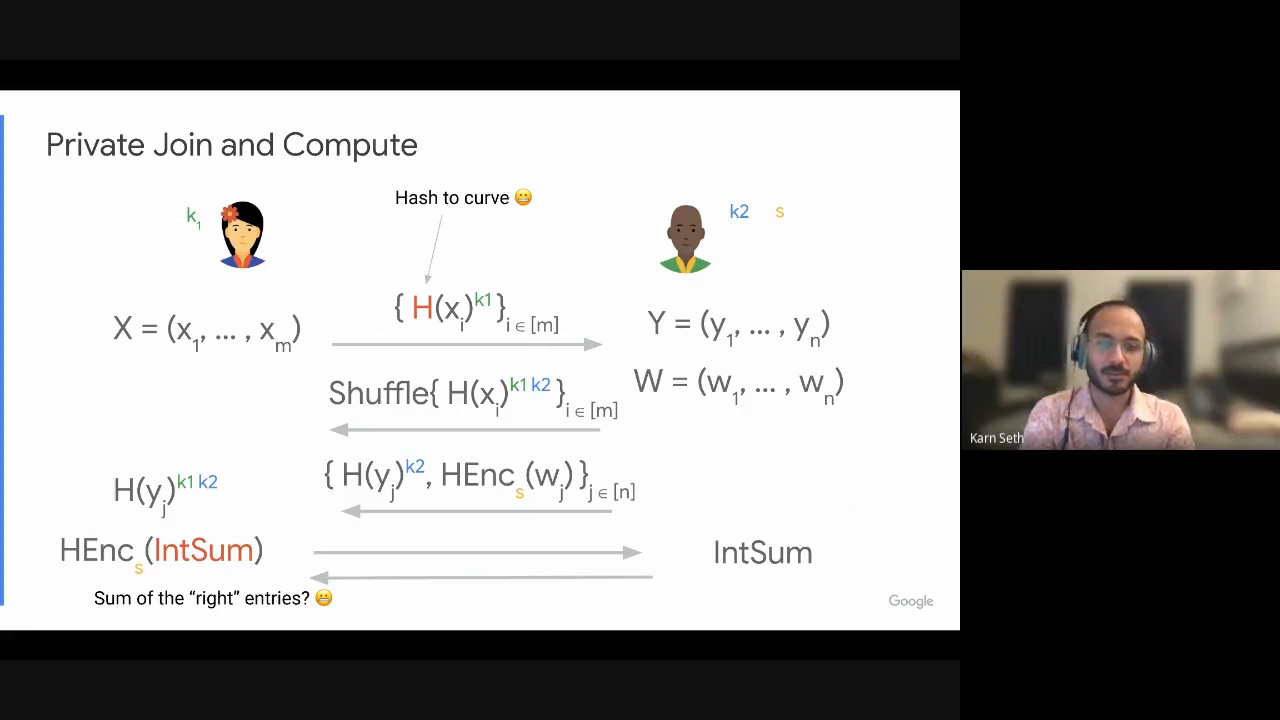 Private Join and Compute
Hash to curve 😬
k1
k2 s
{ H(xi)^k1 }i ∈ [m]
X = (x1, ... , xm)
Y = (y1, ... , yn)
Shuffle{ H(xi)^k1 k2 }i ∈ [m]
W = (w1, ... , wn)
{ H(yj)^k2, HEncs(wj) }j ∈ [n]
H(yj)^k1 k2
HEncs(IntSum)
IntSum
Sum of the “right” entries? 😬
Google
Karn Seth